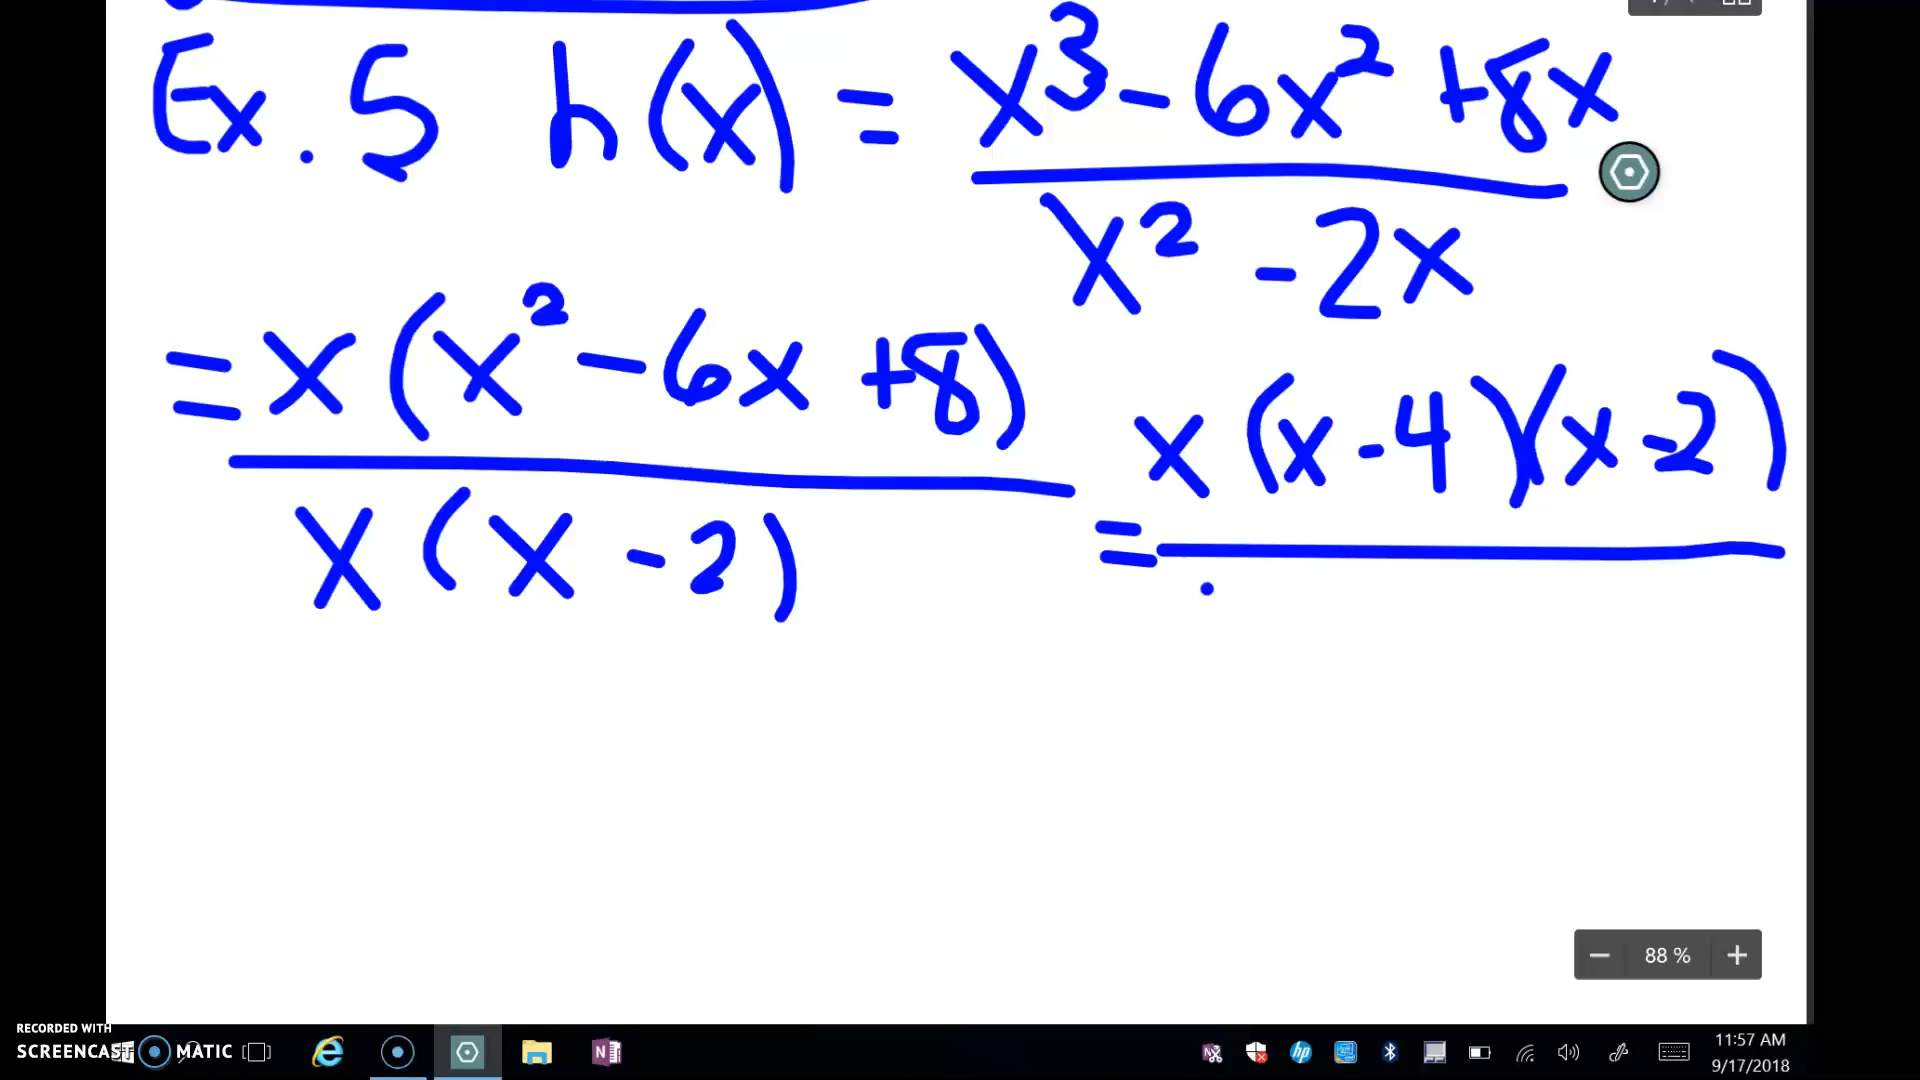 Ex. 5 h(x) = x³ - 6x² + 8x
x² - 2x
= x(x² - 6x + 8)
x(x - 2)
= x(x - 4)(x - 2)
88 %
RECORDED WITH
SCREENCAST MATIC
11:57 AM
9/17/2018